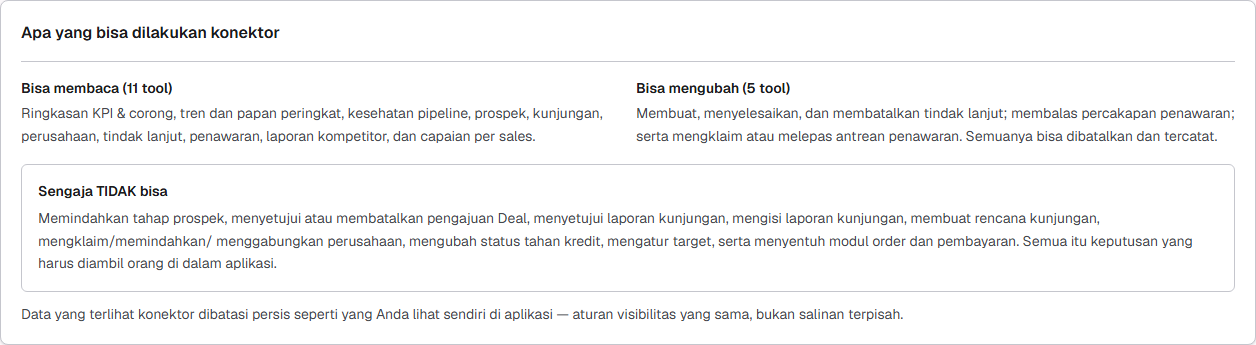 Apa yang bisa dilakukan konektor
Bisa membaca (11 tool)
Ringkasan KPI & corong, tren dan papan peringkat, kesehatan pipeline, prospek, kunjungan,
perusahaan, tindak lanjut, penawaran, laporan kompetitor, dan capaian per sales.
Bisa mengubah (5 tool)
Membuat, menyelesaikan, dan membatalkan tindak lanjut; membalas percakapan penawaran;
serta mengklaim atau melepas antrean penawaran. Semuanya bisa dibatalkan dan tercatat.
Sengaja TIDAK bisa
Memindahkan tahap prospek, menyetujui atau membatalkan pengajuan Deal, menyetujui laporan kunjungan, mengisi laporan kunjungan, membuat rencana kunjungan,
mengklaim/memindahkan/ menggabungkan perusahaan, mengubah status tahan kredit, mengatur target, serta menyentuh modul order dan pembayaran. Semua itu keputusan yang
harus diambil orang di dalam aplikasi.
Data yang terlihat konektor dibatasi persis seperti yang Anda lihat sendiri di aplikasi — aturan visibilitas yang sama, bukan salinan terpisah.